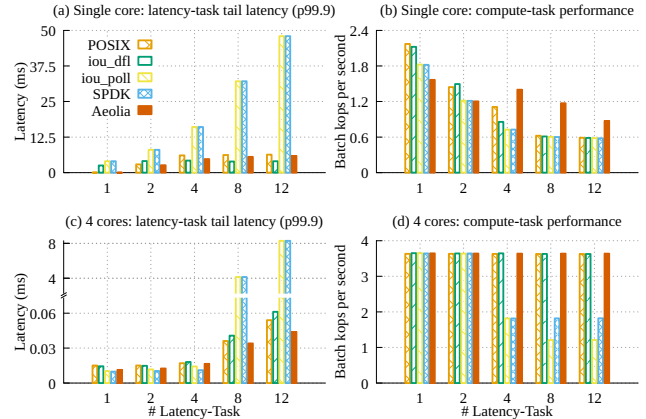 (a) Single core: latency-task tail latency (p99.9)
Latency (ms)
50
37.5
25
12.5
0
POSIX
iou_dfl
iou_poll
SPDK
Aeolia
1 2 4 8 12
(b) Single core: compute-task performance
Batch kops per second
2.4
1.8
1.2
0.6
0.0
1 2 4 8 12
(c) 4 cores: latency-task tail latency (p99.9)
Latency (ms)
8
4
0.06
0.03
0
1 2 4 8 12
# Latency-Task
(d) 4 cores: compute-task performance
Batch kops per second
4
3
2
1
0
1 2 4 8 12
# Latency-Task